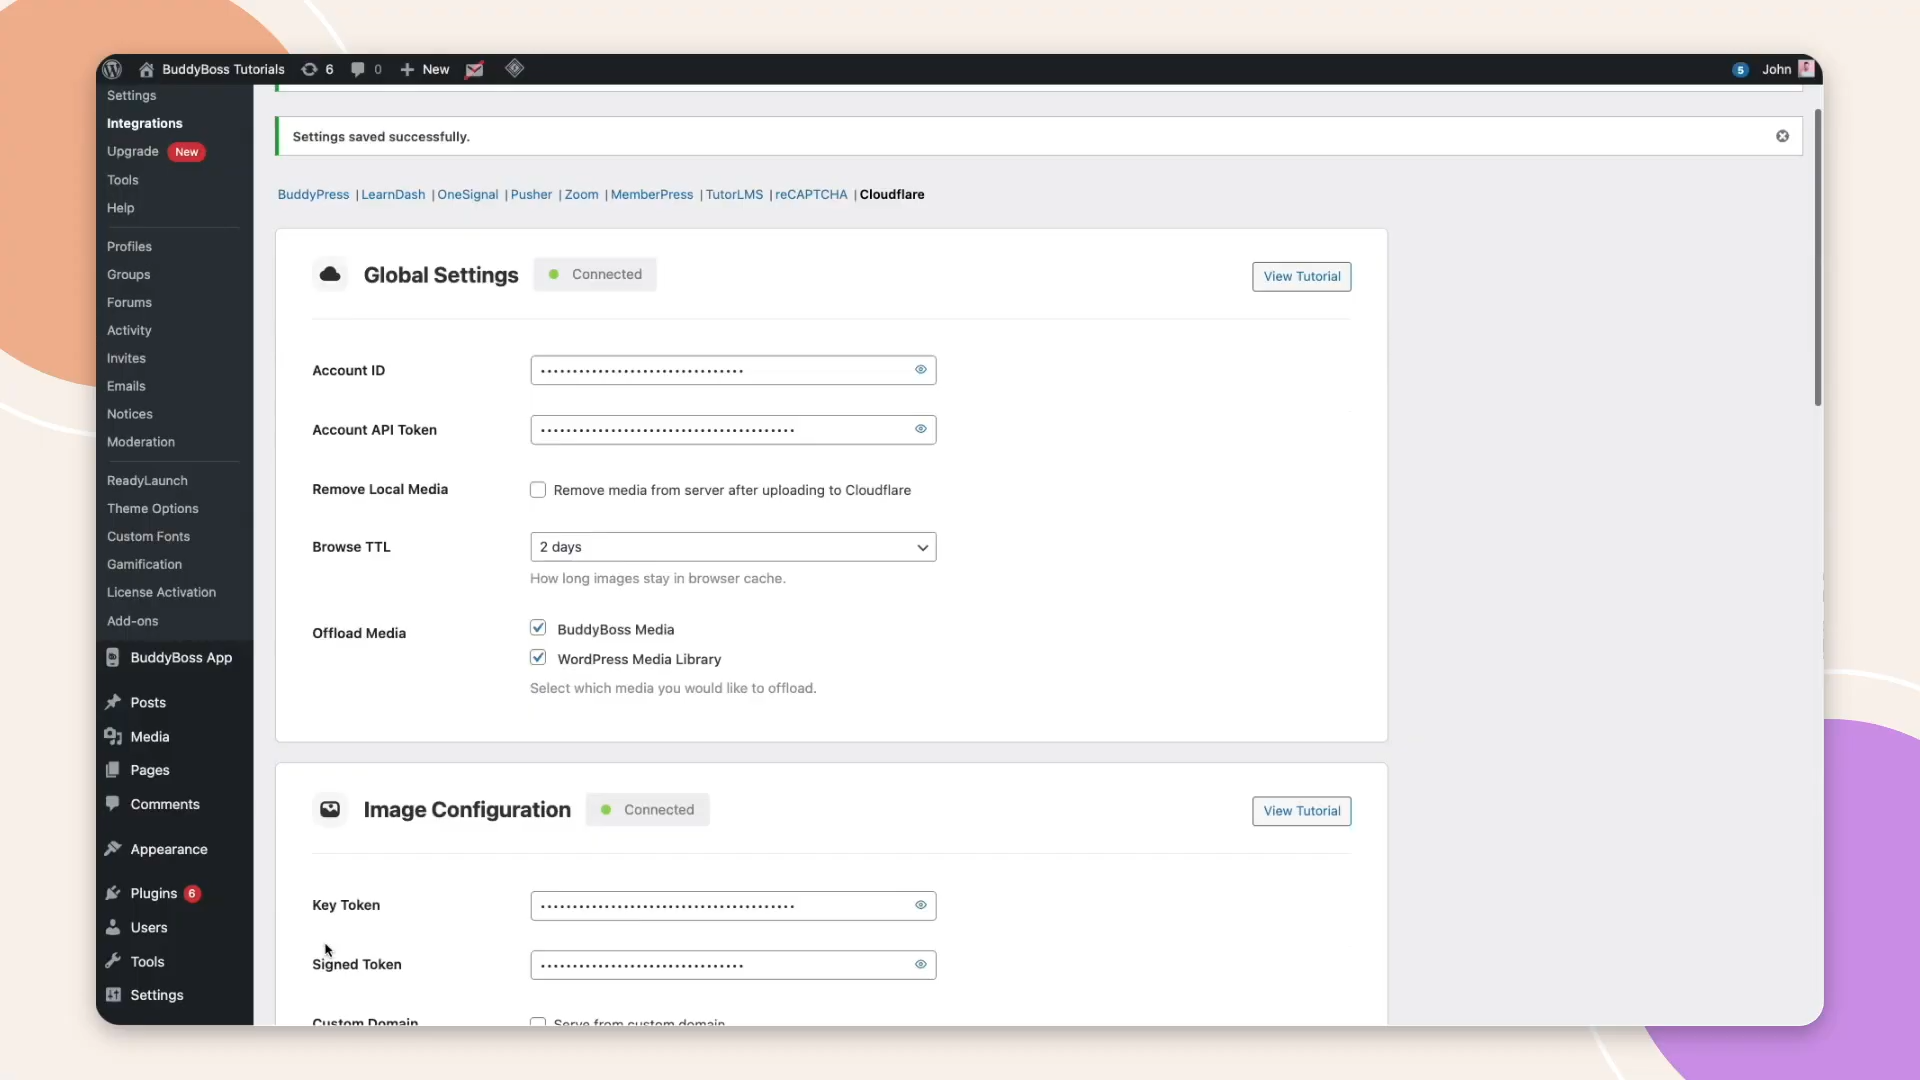 BuddyBoss Tutorials 6 0 New 5 John
Settings
Integrations
Upgrade New
Tools
Help
Profiles
Groups
Forums
Activity
Invites
Emails
Notices
Moderation
ReadyLaunch
Theme Options
Custom Fonts
Gamification
License Activation
Add-ons
BuddyBoss App
Posts
Media
Pages
Comments
Appearance
Plugins 6
Users
Tools
Settings
Settings saved successfully.
BuddyPress | LearnDash | OneSignal | Pusher | Zoom | MemberPress | TutorLMS | reCAPTCHA | Cloudflare
Global Settings Connected View Tutorial
Account ID
Account API Token
Remove Local Media Remove media from server after uploading to Cloudflare
Browse TTL 2 days
How long images stay in browser cache.
Offload Media BuddyBoss Media
WordPress Media Library
Select which media you would like to offload.
Image Configuration Connected View Tutorial
Key Token
Signed Token
Custom Domain Serve from custom domain